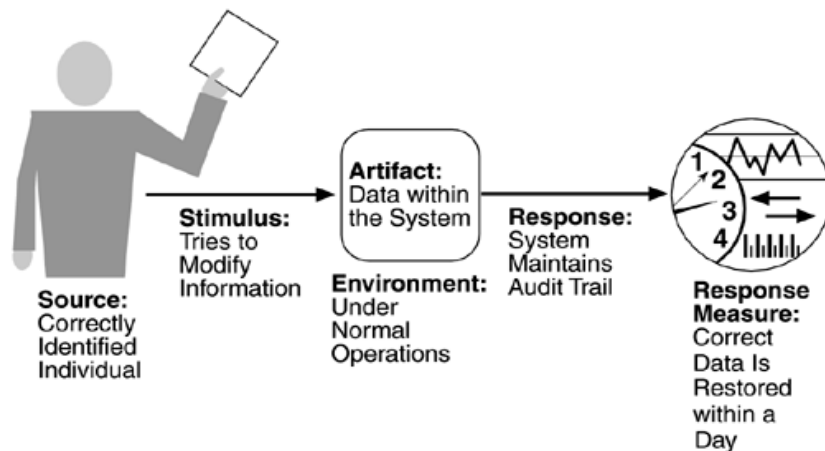 Source:
Correctly
Identified
Individual
Stimulus:
Tries to
Modify
Information
Artifact:
Data within
the System
Environment:
Under
Normal
Operations
Response:
System
Maintains
Audit Trail
1
2
3
4
Response
Measure:
Correct
Data Is
Restored
within a
Day